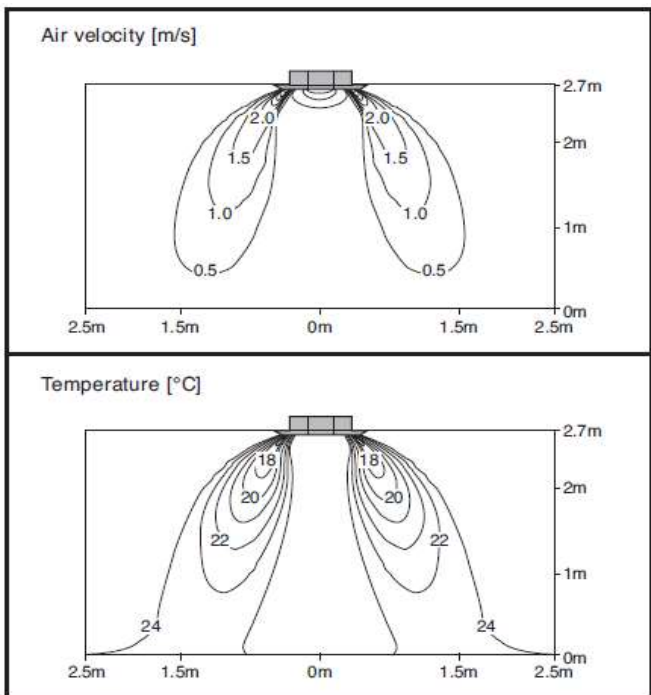 Air velocity [m/s]
2.7m
2.0 2.0
2m
1.5 1.5
1.0 1.0
1m
0.5 0.5
0m
2.5m 1.5m 0m 1.5m 2.5m
Temperature [°C]
2.7m
18 18
20 20
2m
22 22
1m
24 24
0m
2.5m 1.5m 0m 1.5m 2.5m